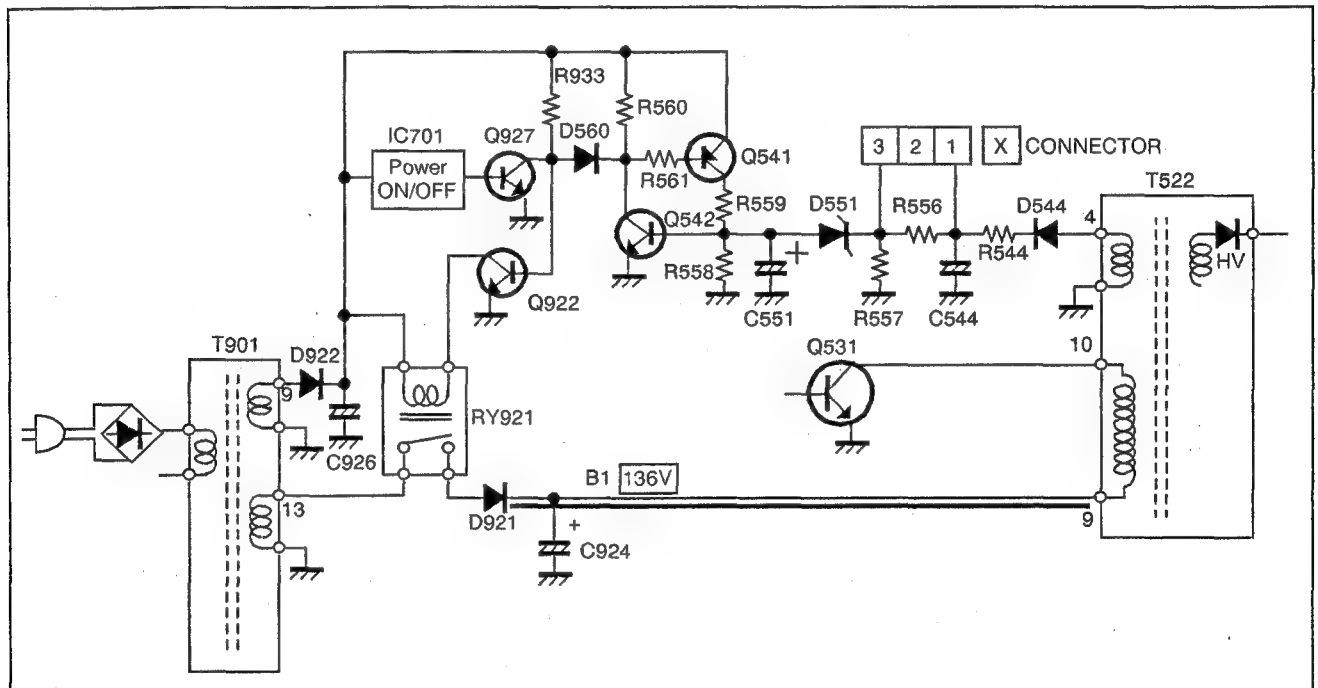 R933
R560
IC701
Q927
D560
Power
ON/OFF
Q541
3 2 1 X CONNECTOR
R561
T522
Q542
R559
D551
R556
D544
4
R558
R544
HV
Q922
C551
R557
C544
+
10
T901
D922
Q531
9
RY921
C926
B1 136V
13
9
D921
+
C924